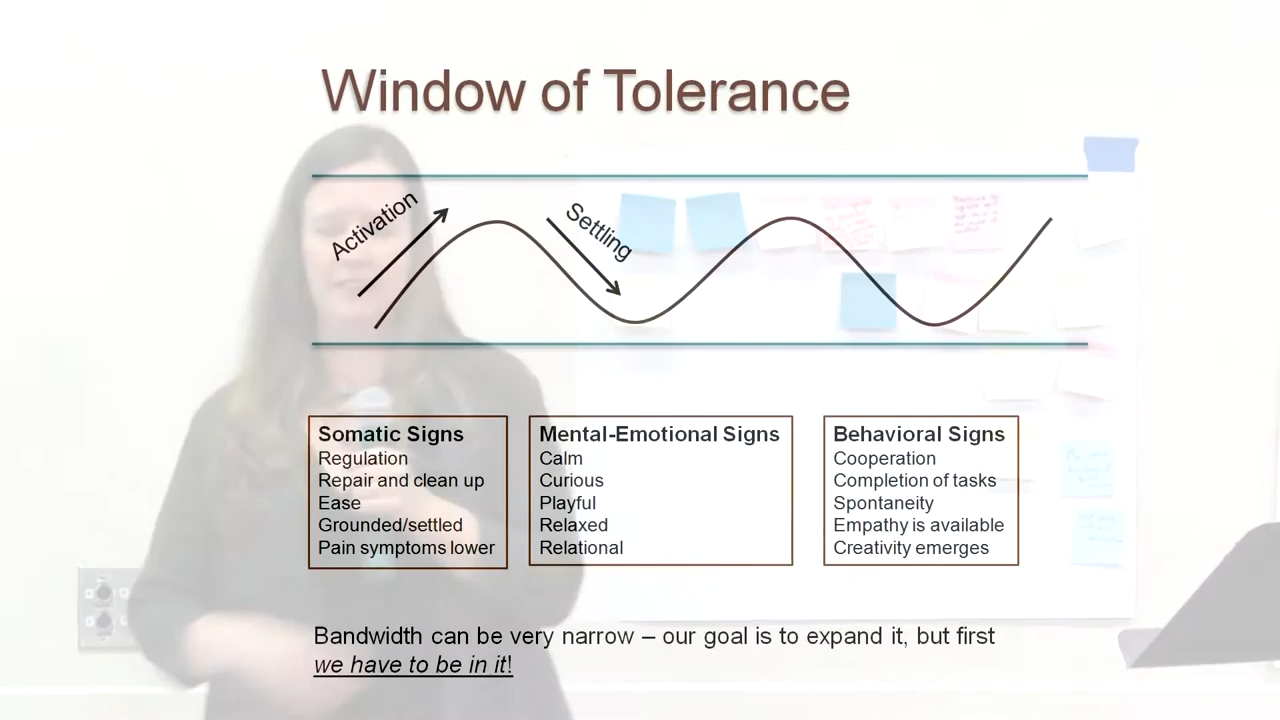 Window of Tolerance
Activation
Settling
Somatic Signs
Regulation
Repair and clean up
Ease
Grounded/settled
Pain symptoms lower
Mental-Emotional Signs
Calm
Curious
Playful
Relaxed
Relational
Behavioral Signs
Cooperation
Completion of tasks
Spontaneity
Empathy is available
Creativity emerges
Bandwidth can be very narrow – our goal is to expand it, but first
we have to be in it!